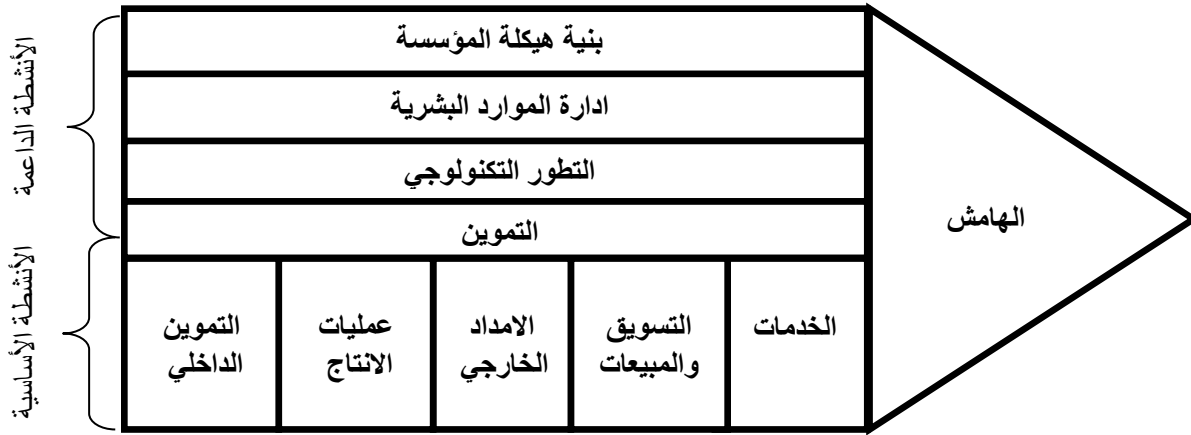 الأنشطة الداعمة
بنية هيكلة المؤسسة
ادارة الموارد البشرية
التطور التكنولوجي
التموين
الهامش
الأنشطة الأساسية
الخدمات
التسويق
والمبيعات
الامداد
الخارجي
عمليات
الانتاج
التموين
الداخلي